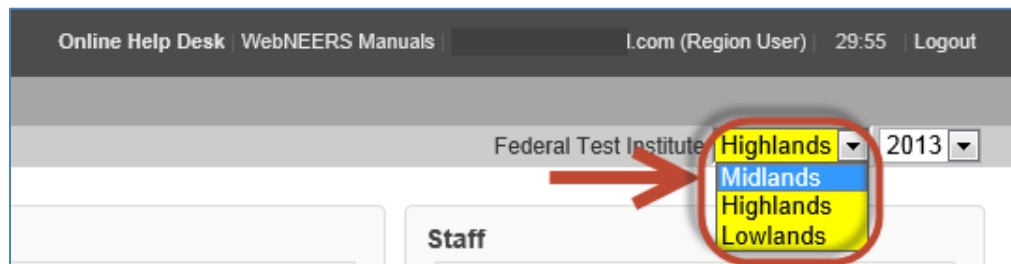 Online Help Desk | WebNEERS Manuals | l.com (Region User) | 29:55 | Logout
Federal Test Institute Highlands 2013
Midlands
Highlands
Lowlands
Staff